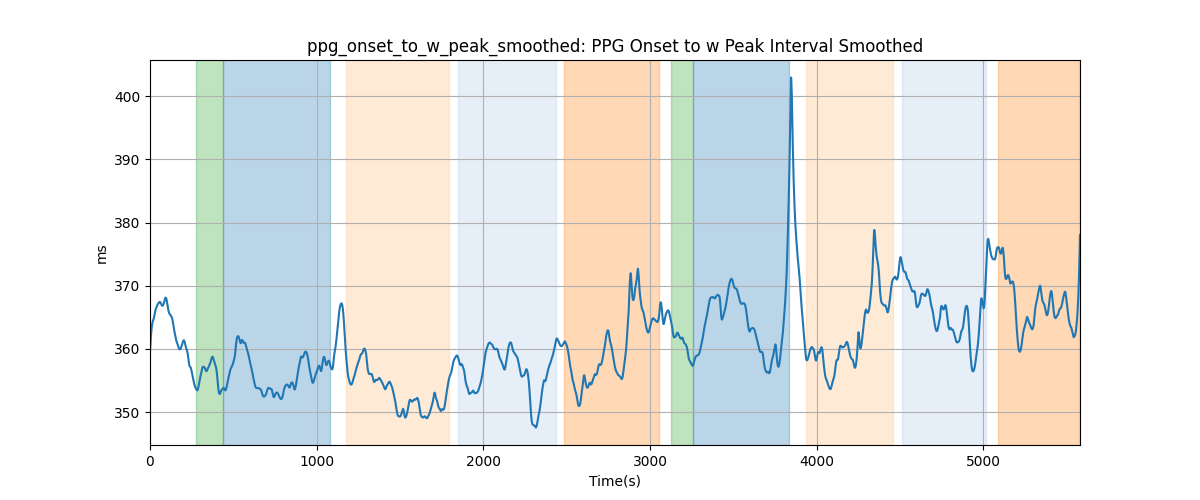 ppg_onset_to_w_peak_smoothed: PPG Onset to w Peak Interval Smoothed
400
390
380
370
360
350
ms
0 1000 2000 3000 4000 5000
Time(s)